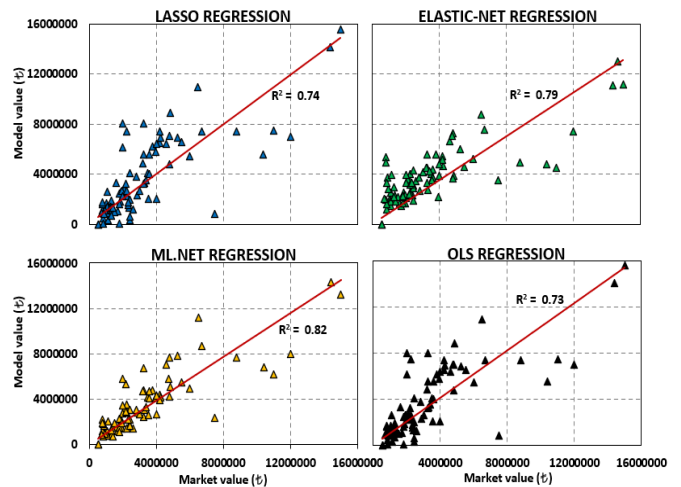 LASSO REGRESSION
ELASTIC-NET REGRESSION
16000000
12000000
8000000
4000000
0
Model value (₺)
R² = 0.74
R² = 0.79
ML.NET REGRESSION
OLS REGRESSION
16000000
12000000
8000000
4000000
0
Model value (₺)
R² = 0.82
R² = 0.73
0 4000000 8000000 12000000 16000000
4000000 8000000 12000000 16000000
Market value (₺)
Market value (₺)